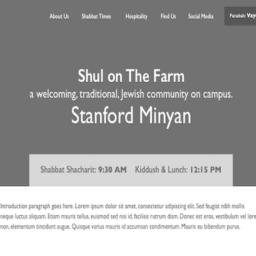 About Us Shabbat Times Hospitality Find Us Social Media Parashah: Vay
Shul on The Farm
a welcoming, traditional, Jewish community on campus.
Stanford Minyan
Shabbat Shacharit: 9:30 AM Kiddush & Lunch: 12:15 PM
Introduction paragraph goes here. Lorem ipsum dolor sit amet, consectetur adipiscing elit. Sed feugiat nibh mollis
neque luctus aliquam. Etiam mauris tellus, euismod sed nisi id, facilisis rutrum diam. Donec est eros, vestibulum vel lore
non, elementum tincidunt augue. Quisque varius mauris id accumsan condimentum. Mauris eu bibendum purus.